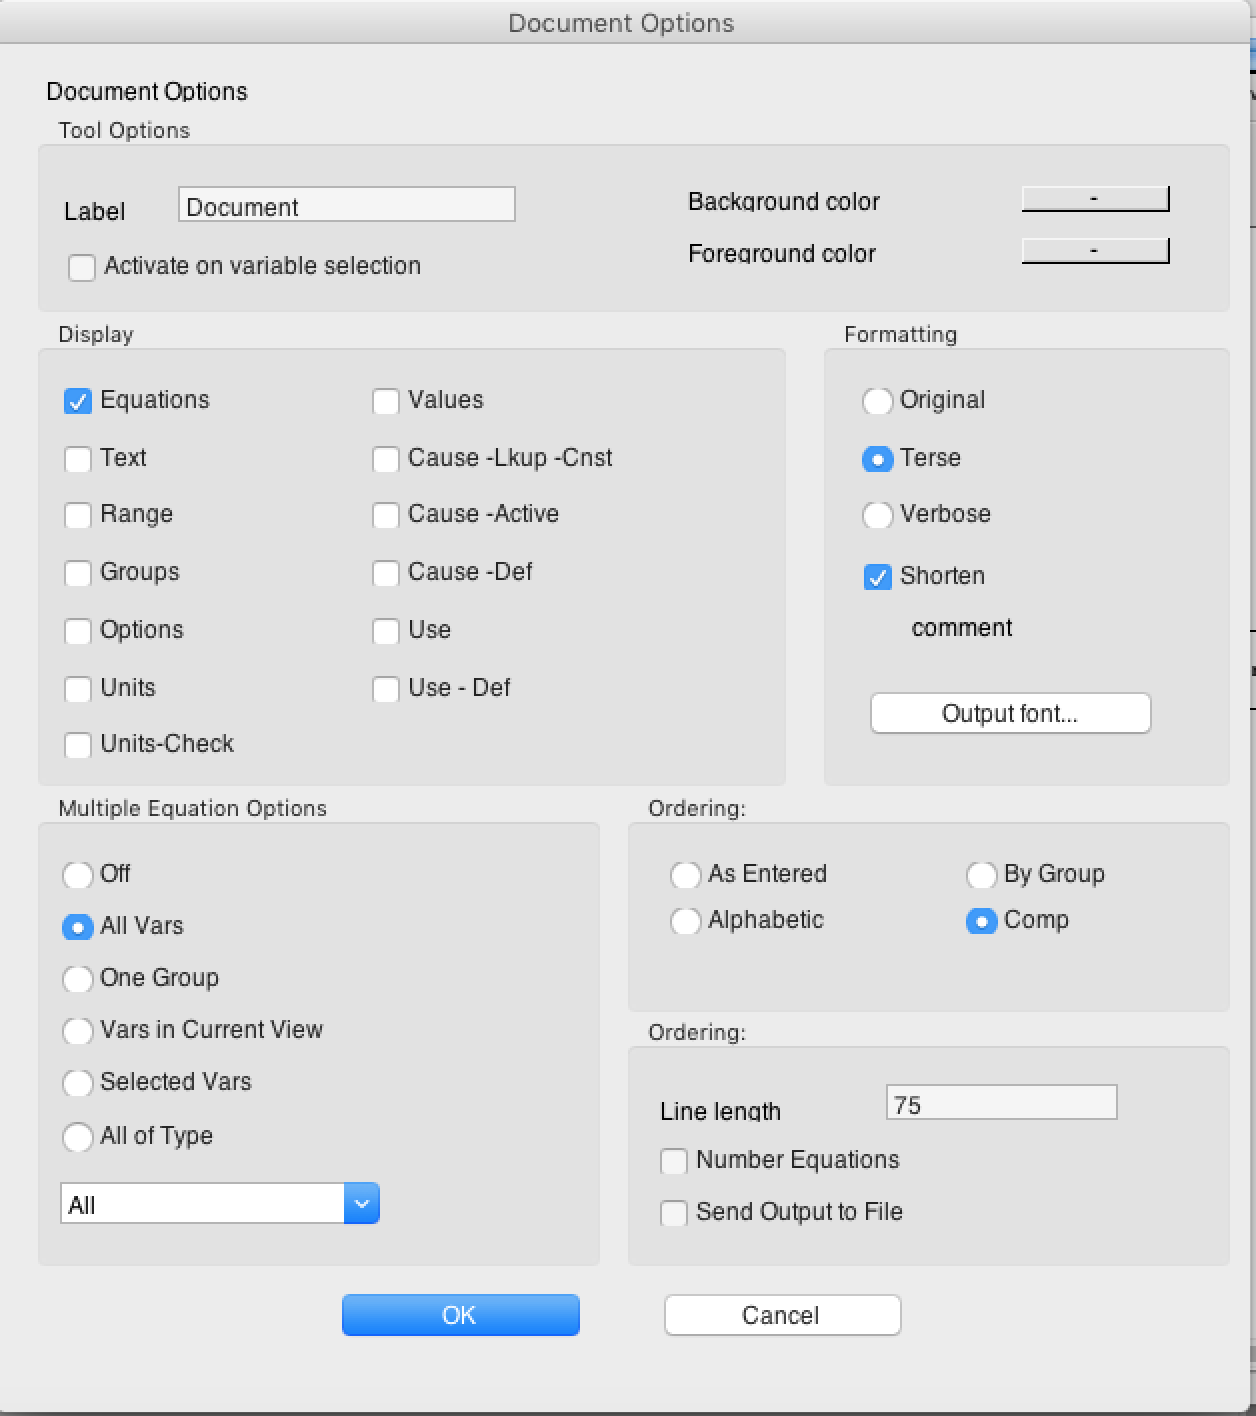 Document Options
Document Options
Tool Options
Label
Document
Background color
-
Activate on variable selection
Foreground color
-
Display
Equations
Values
Text
Cause -Lkup -Cnst
Range
Cause -Active
Groups
Cause -Def
Options
Use
Units
Use - Def
Units-Check
Formatting
Original
Terse
Verbose
Shorten
comment
Output font...
Multiple Equation Options
Off
All Vars
One Group
Vars in Current View
Selected Vars
All of Type
All
Ordering:
As Entered
By Group
Alphabetic
Comp
Ordering:
Line length
75
Number Equations
Send Output to File
OK
Cancel